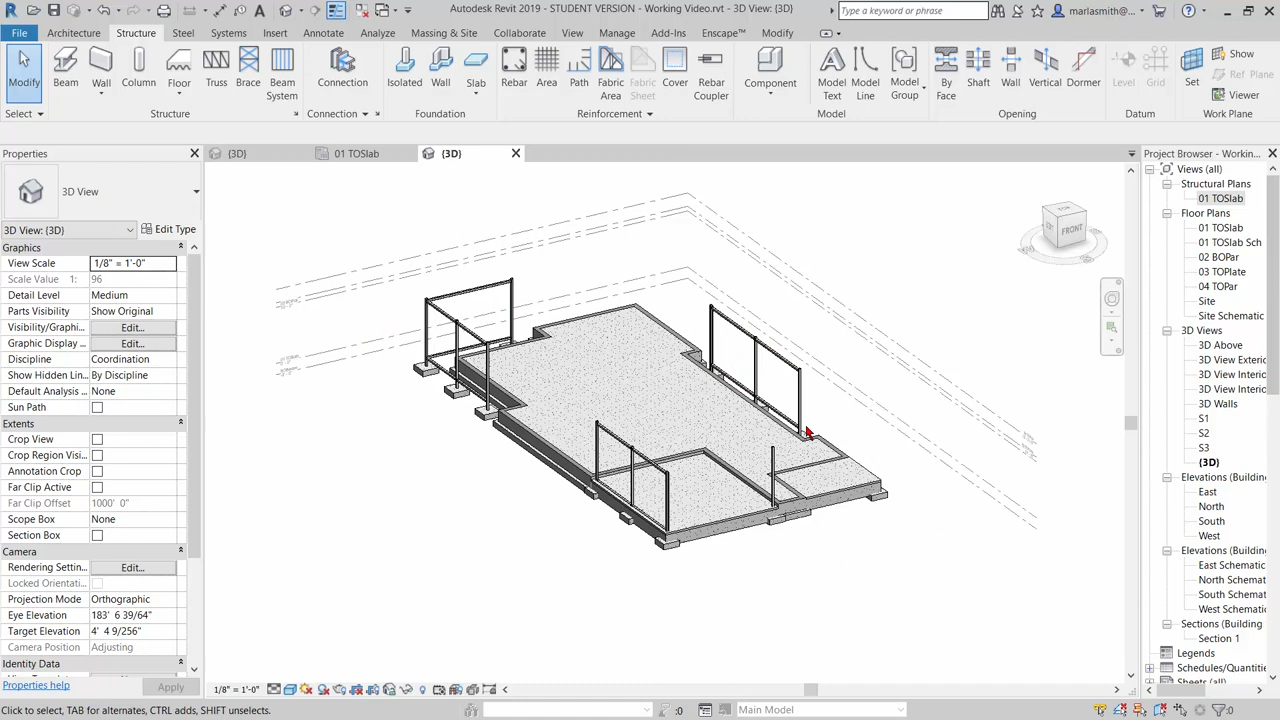 Autodesk Revit 2019 - STUDENT VERSION - Working Video.rvt - 3D View: {3D}
Type a keyword or phrase
marlasmith@...
File Architecture Structure Steel Systems Insert Annotate Analyze Massing & Site Collaborate View Manage Add-Ins Enscape™ Modify
Modify Beam Wall Column Floor Truss Brace Beam System Connection Isolated Wall Slab Rebar Area Path Fabric Area Fabric Sheet Cover Rebar Coupler Component Model Text Model Line Model Group By Face Shaft Wall Vertical Dormer Level Grid Set Show Ref Plane Viewer
Select Structure Connection Foundation Reinforcement Model Opening Datum Work Plane
Properties
{3D} 01 TOSlab {3D}
Project Browser - Workin...
3D View
3D View: {3D} Edit Type
Graphics
View Scale 1/8" = 1'-0"
Scale Value 1: 96
Detail Level Medium
Parts Visibility Show Original
Visibility/Graphi... Edit...
Graphic Display ... Edit...
Discipline Coordination
Show Hidden Lin... By Discipline
Default Analysis ... None
Sun Path
Extents
Crop View
Crop Region Visi...
Annotation Crop
Far Clip Active
Far Clip Offset 1000' 0"
Scope Box None
Section Box
Camera
Rendering Settin... Edit...
Locked Orientati...
Projection Mode Orthographic
Eye Elevation 183' 6 39/64"
Target Elevation 4' 4 9/256"
Camera Position Adjusting
Identity Data
Properties help Apply
FRONT
Views (all)
Structural Plans
01 TOSlab
Floor Plans
01 TOSlab
01 TOSlab Sch
02 BOPar
03 TOPlate
04 TOPar
Site
Site Schematic
3D Views
3D Above
3D View Exteri
3D View Interic
3D View Interic
3D Walls
S1
S2
S3
{3D}
Elevations (Buildin
East
North
South
West
Elevations (Buildin
East Schematic
North Schemat
South Schemat
West Schemati
Sections (Building
Section 1
Legends
Schedules/Quantitie
Sheets (all)
1/8" = 1'-0"
Click to select, TAB for alternates, CTRL adds, SHIFT unselects.
:0 Main Model :0